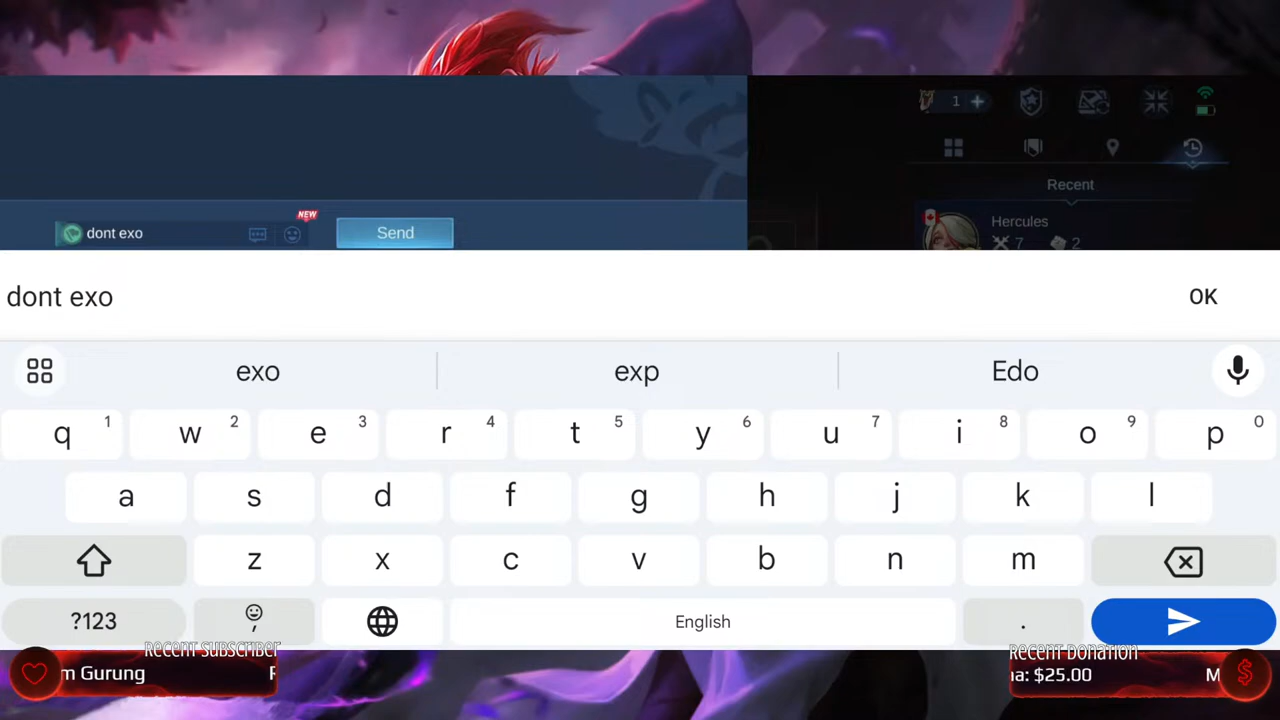 1
Recent
Hercules
7 2
NEW
dont exo
Send
dont exo
OK
exo exp Edo
q 1 w 2 e 3 r 4 t 5 y 6 u 7 i 8 o 9 p 0
a s d f g h j k l
z x c v b n m
?123 , English .
RECENT SUBSCRIBER
m Gurung
RECENT DONATION
na: $25.00 M